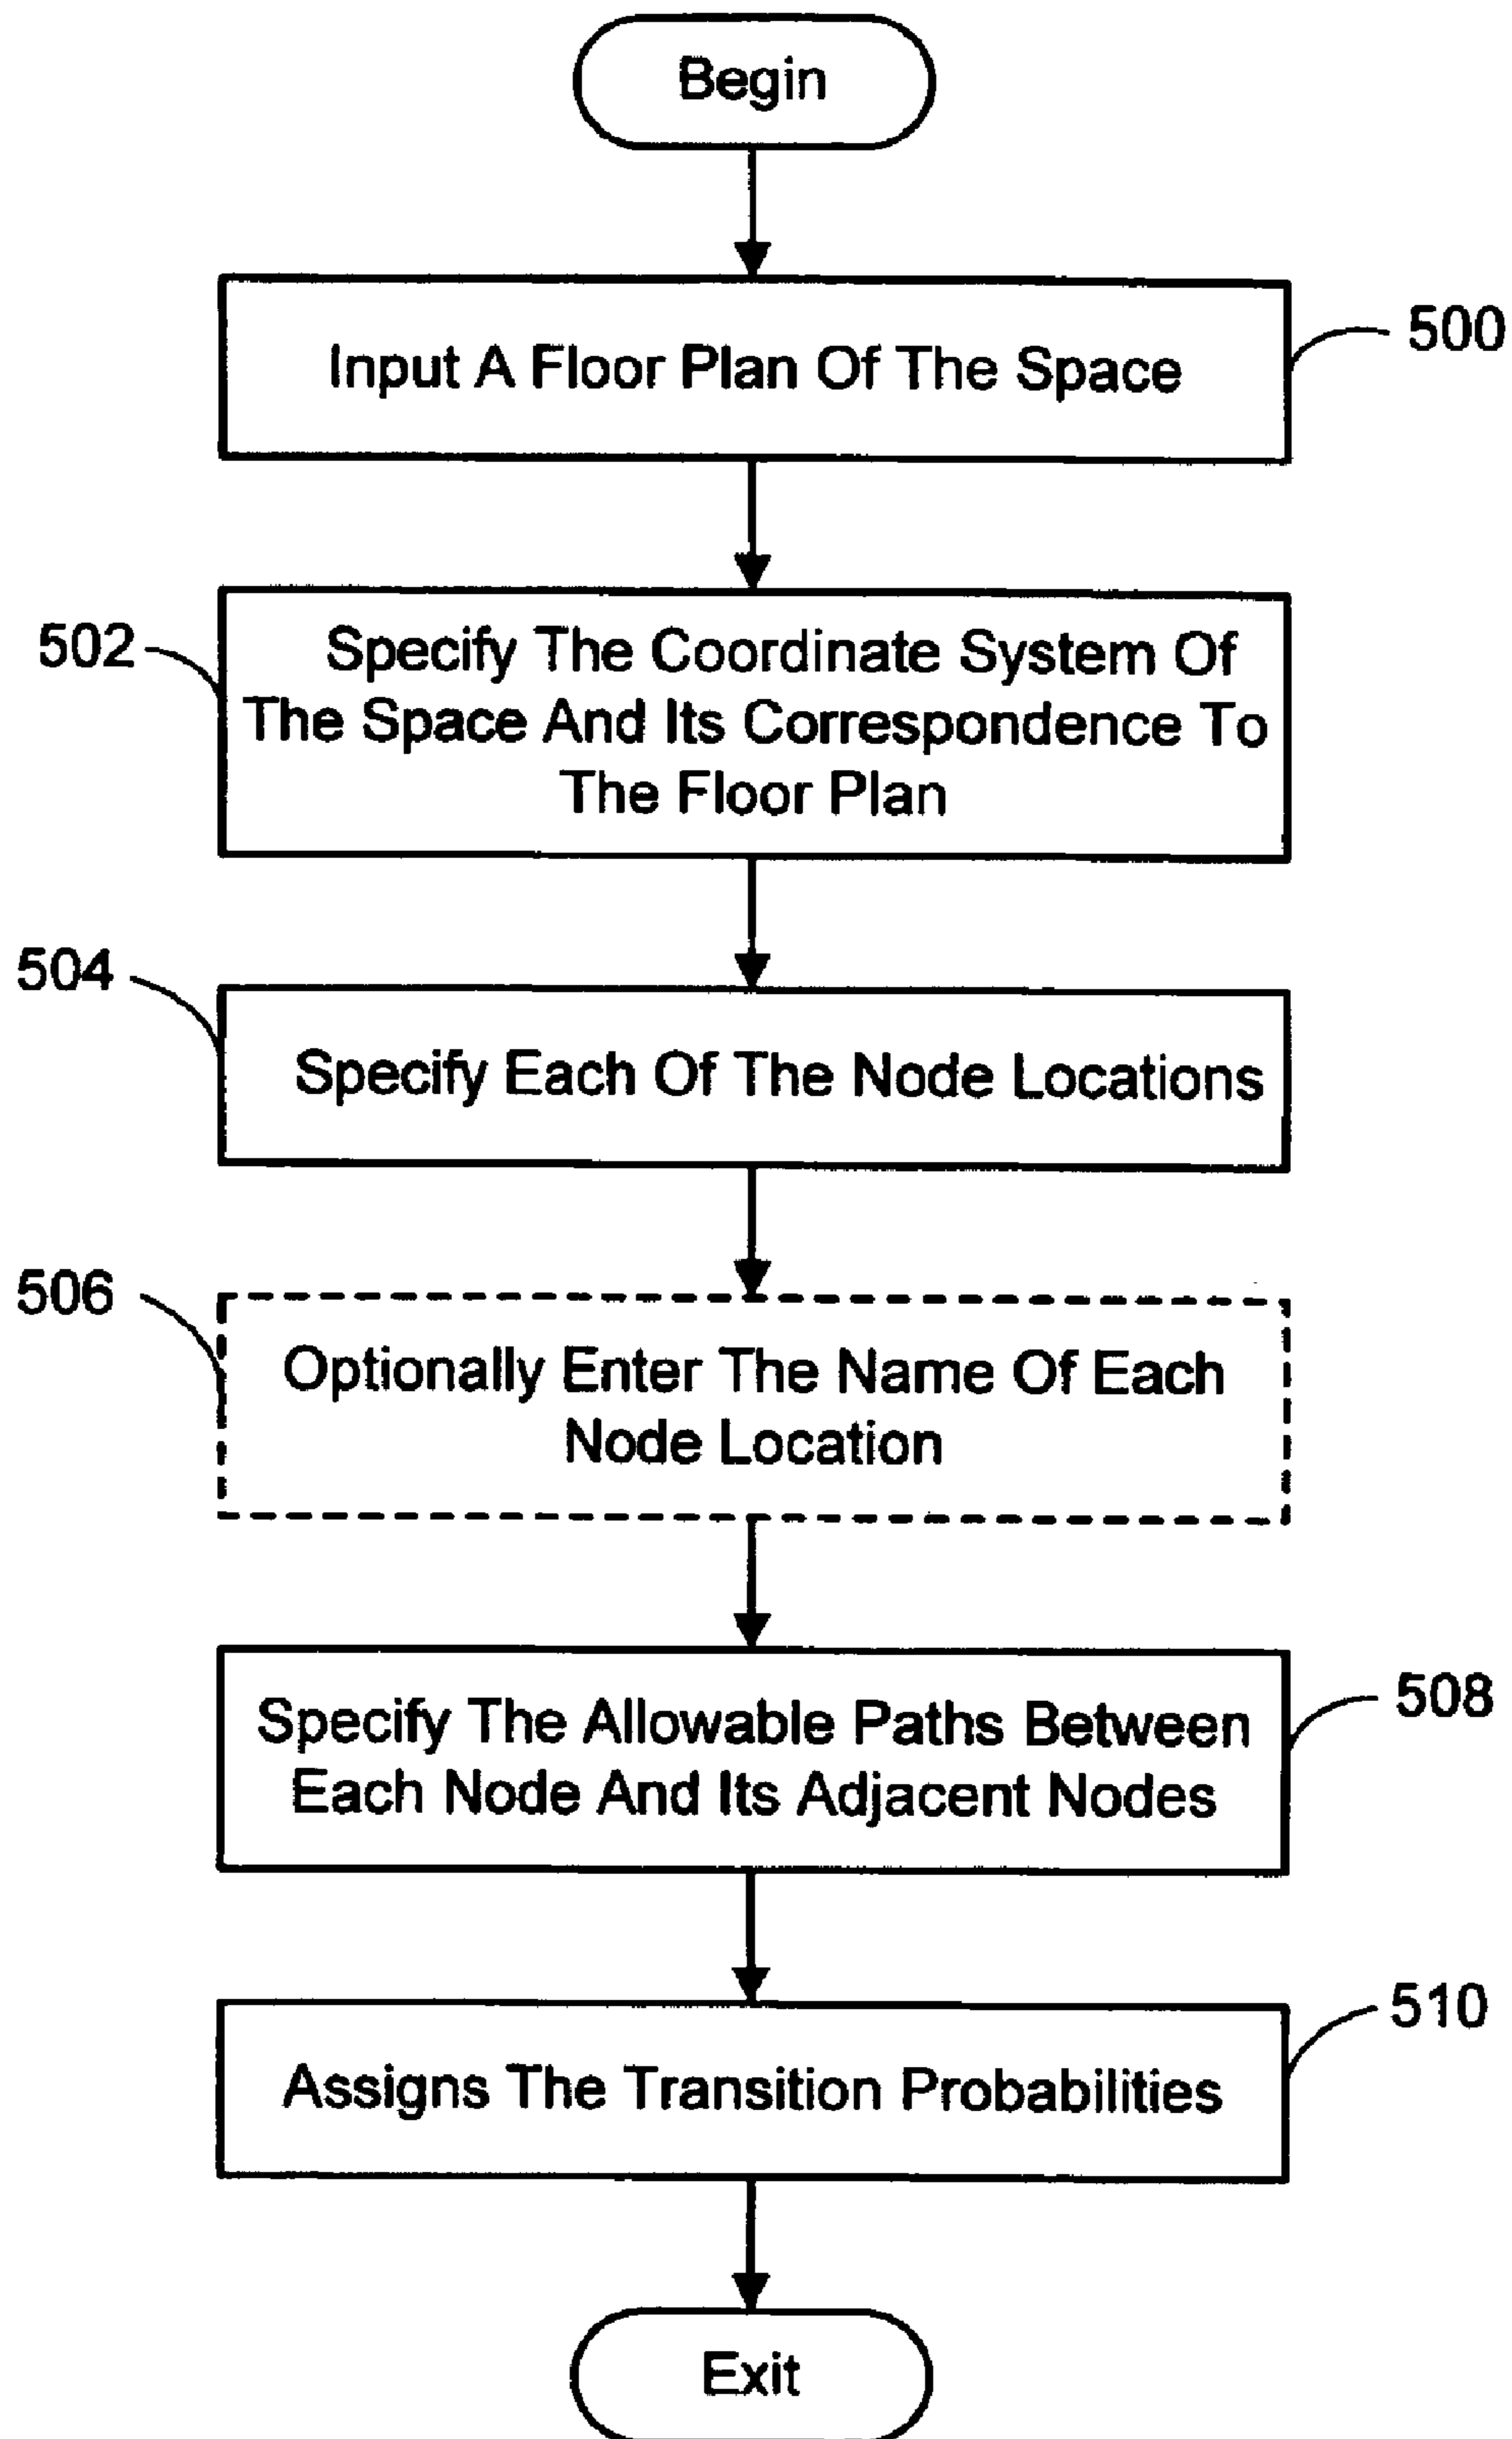 Begin
Input A Floor Plan Of The Space
500
502
Specify The Coordinate System Of
The Space And Its Correspondence To
The Floor Plan
504
Specify Each Of The Node Locations
506
Optionally Enter The Name Of Each
Node Location
508
Specify The Allowable Paths Between
Each Node And Its Adjacent Nodes
510
Assigns The Transition Probabilities
Exit